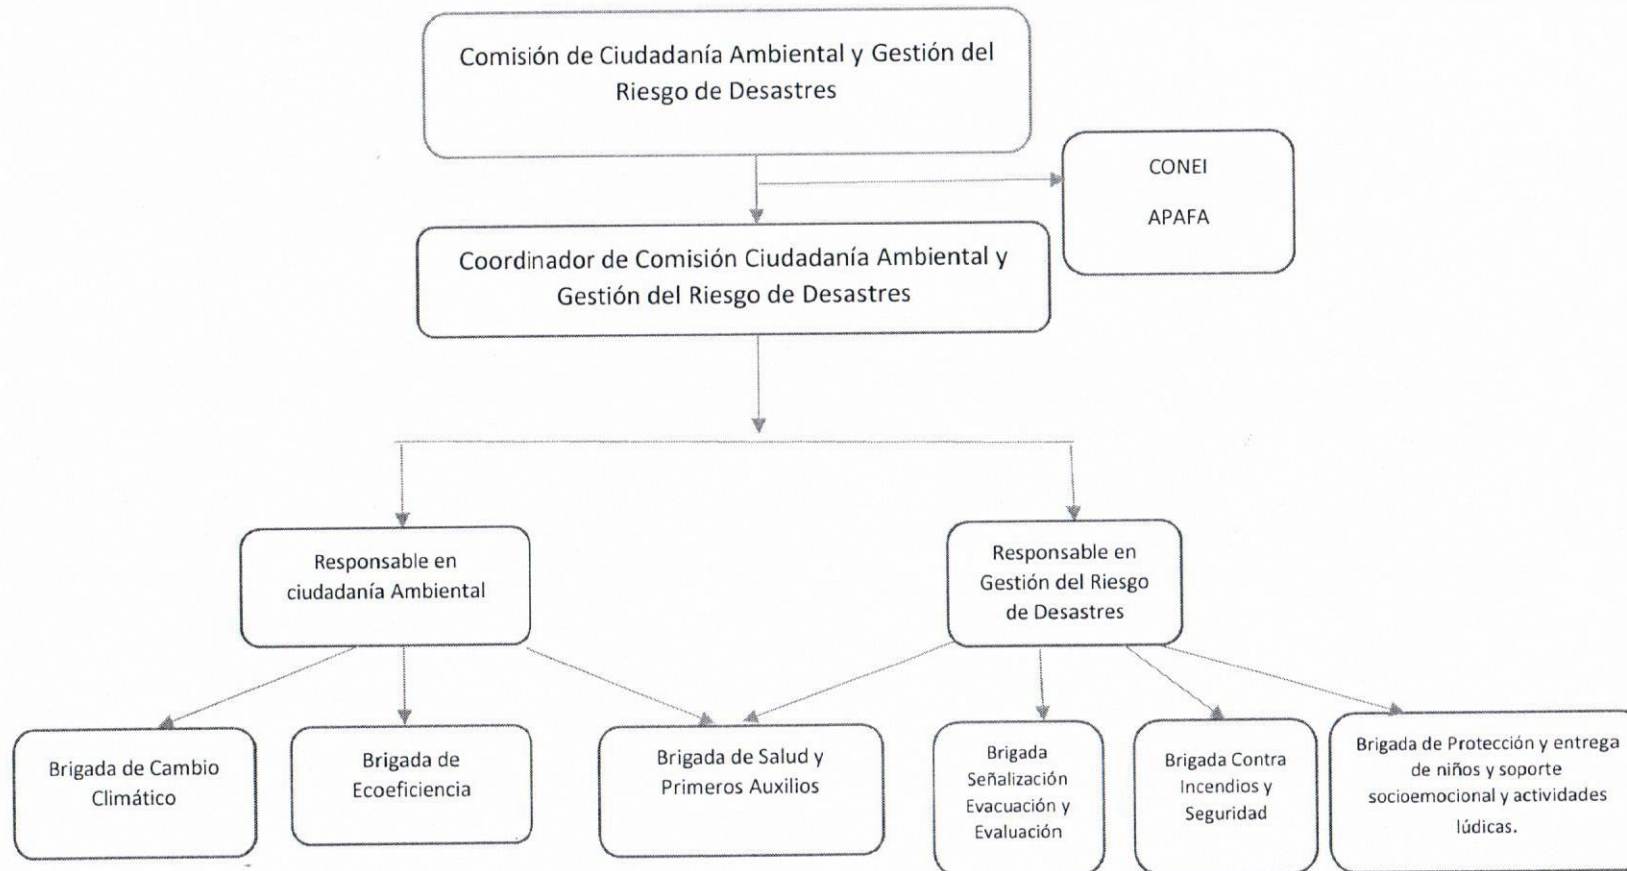 Comisión de Ciudadanía Ambiental y Gestión del
Riesgo de Desastres
CONEI
APAFA
Coordinador de Comisión Ciudadanía Ambiental y
Gestión del Riesgo de Desastres
Responsable en
ciudadanía Ambiental
Responsable en
Gestión del Riesgo
de Desastres
Brigada de Cambio
Climático
Brigada de
Ecoeficiencia
Brigada de Salud y
Primeros Auxilios
Brigada
Señalización
Evacuación y
Evaluación
Brigada Contra
Incendios y
Seguridad
Brigada de Protección y entrega
de niños y soporte
socioemocional y actividades
lúdicas.